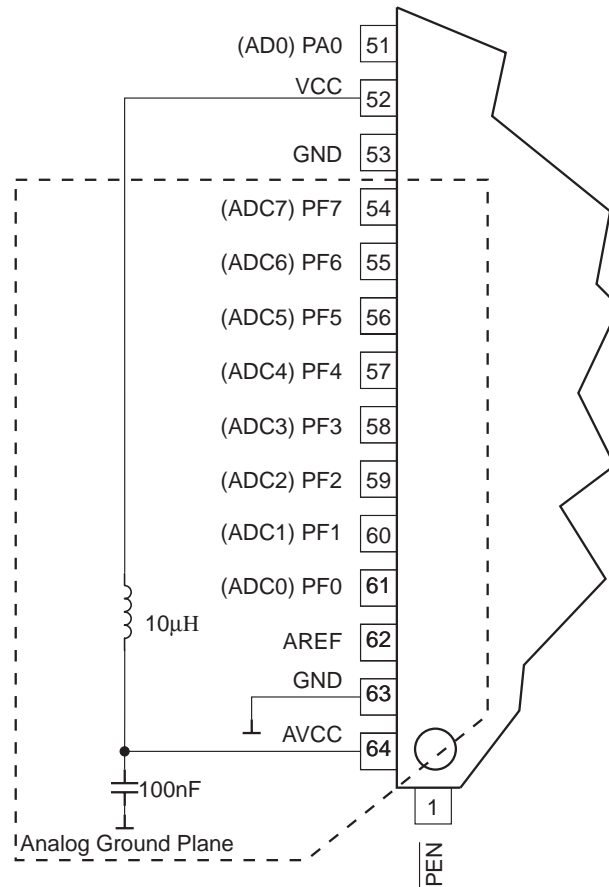 (AD0) PA0 51
VCC 52
GND 53
(ADC7) PF7 54
(ADC6) PF6 55
(ADC5) PF5 56
(ADC4) PF4 57
(ADC3) PF3 58
(ADC2) PF2 59
(ADC1) PF1 60
(ADC0) PF0 61
10μH
AREF 62
GND 63
AVCC 64
100nF
1
Analog Ground Plane
PEN